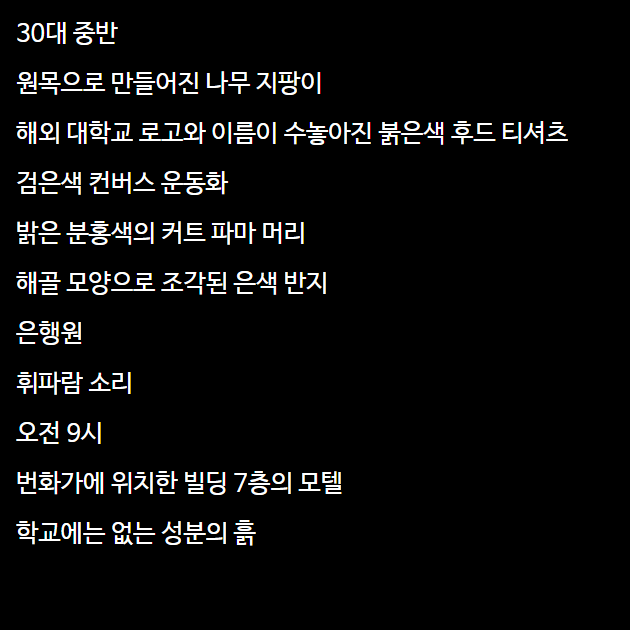 30대 중반
원목으로 만들어진 나무 지팡이
해외 대학교 로고와 이름이 수놓아진 붉은색 후드 티셔츠
검은색 컨버스 운동화
밝은 분홍색의 커트 파마 머리
해골 모양으로 조각된 은색 반지
은행원
휘파람 소리
오전 9시
번화가에 위치한 빌딩 7층의 모텔
학교에는 없는 성분의 흙